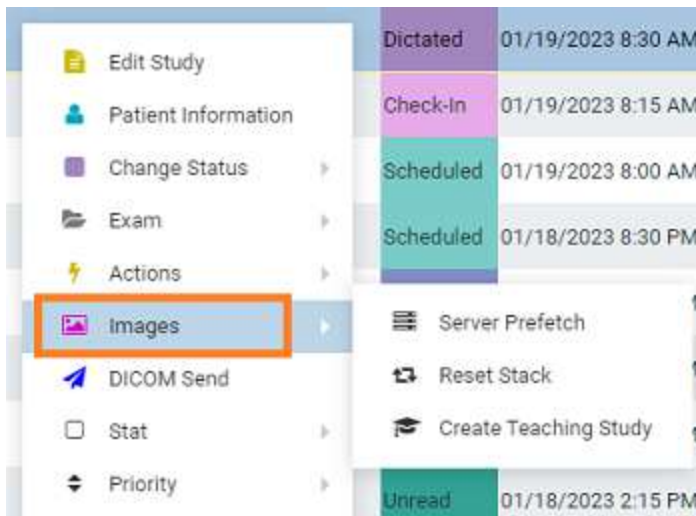 Edit Study
Patient Information
Change Status
Exam
Actions
Images
DICOM Send
Stat
Priority
Server Prefetch
Reset Stack
Create Teaching Study
Dictated 01/19/2023 8:30 AM
Check-In 01/19/2023 8:15 AM
Scheduled 01/19/2023 8:00 AM
Scheduled 01/18/2023 8:30 PM
Unread 01/18/2023 2:15 PM